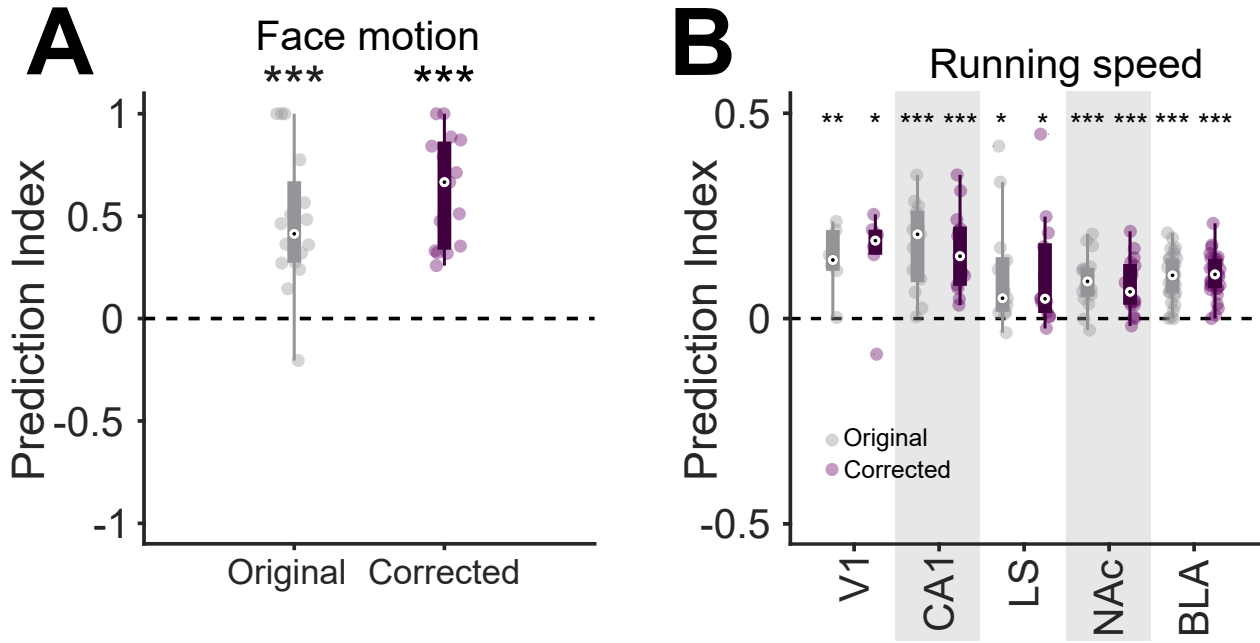 A
Face motion
*** ***
Prediction Index
1
0.5
0
-0.5
-1
Original Corrected
B
Running speed
** * *** *** * * *** *** *** ***
Prediction Index
0.5
0
-0.5
Original
Corrected
V1
CA1
LS
NAc
BLA